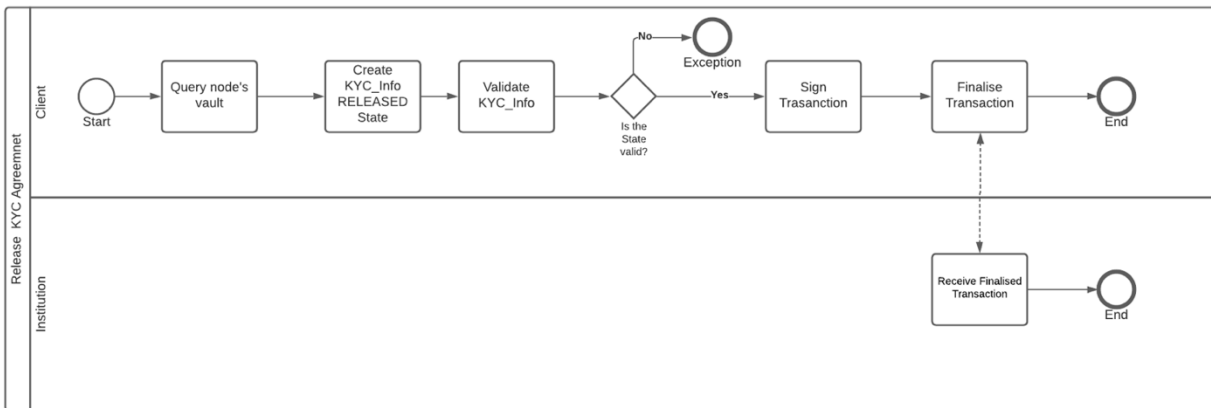 Release KYC Agreemnet
Client
Start
Query node's
vault
Create
KYC_Info
RELEASED
State
Validate
KYC_Info
Is the
State
valid?
No
Exception
Yes
Sign
Trasanction
Finalise
Transaction
End
Institution
Receive Finalised
Transaction
End